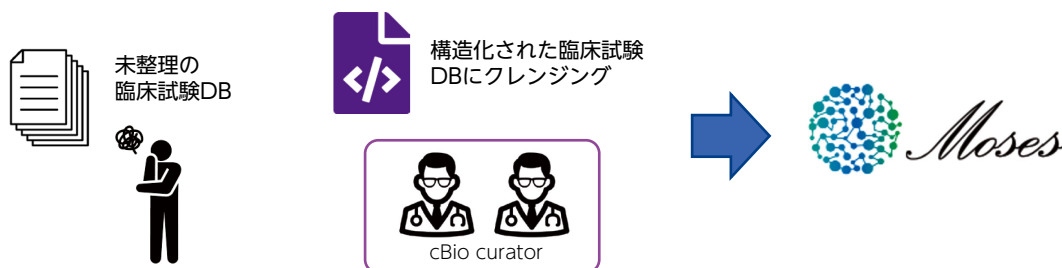 未整理の
臨床試験DB
</>
構造化された臨床試験
DBにクレンジング
cBio curator
Moses